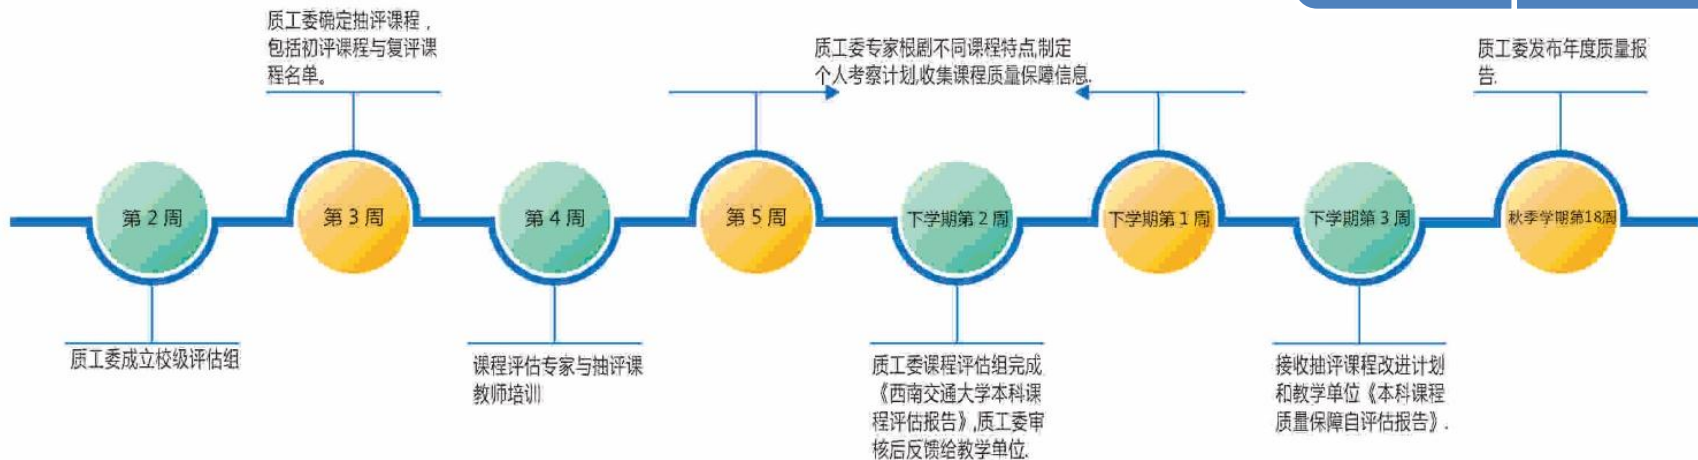 质工委确定抽评课程，
包括初评课程与复评课
程名单。
质工委专家根剧不同课程特点,制定
个人考察计划,收集课程质量保障信息.
质工委发布年度质量报
告.
第2周
第3周
第4周
第5周
下学期第2周
下学期第1周
下学期第3周
秋季学期第18周
质工委成立校级评估组
课程评估专家与抽评课
教师培训
质工委课程评估组完成
《西南交通大学本科课
程评估报告》,质工委审
核后反馈给教学单位.
接收抽评课程改进计划
和教学单位《本科课程
质量保障自评估报告》.